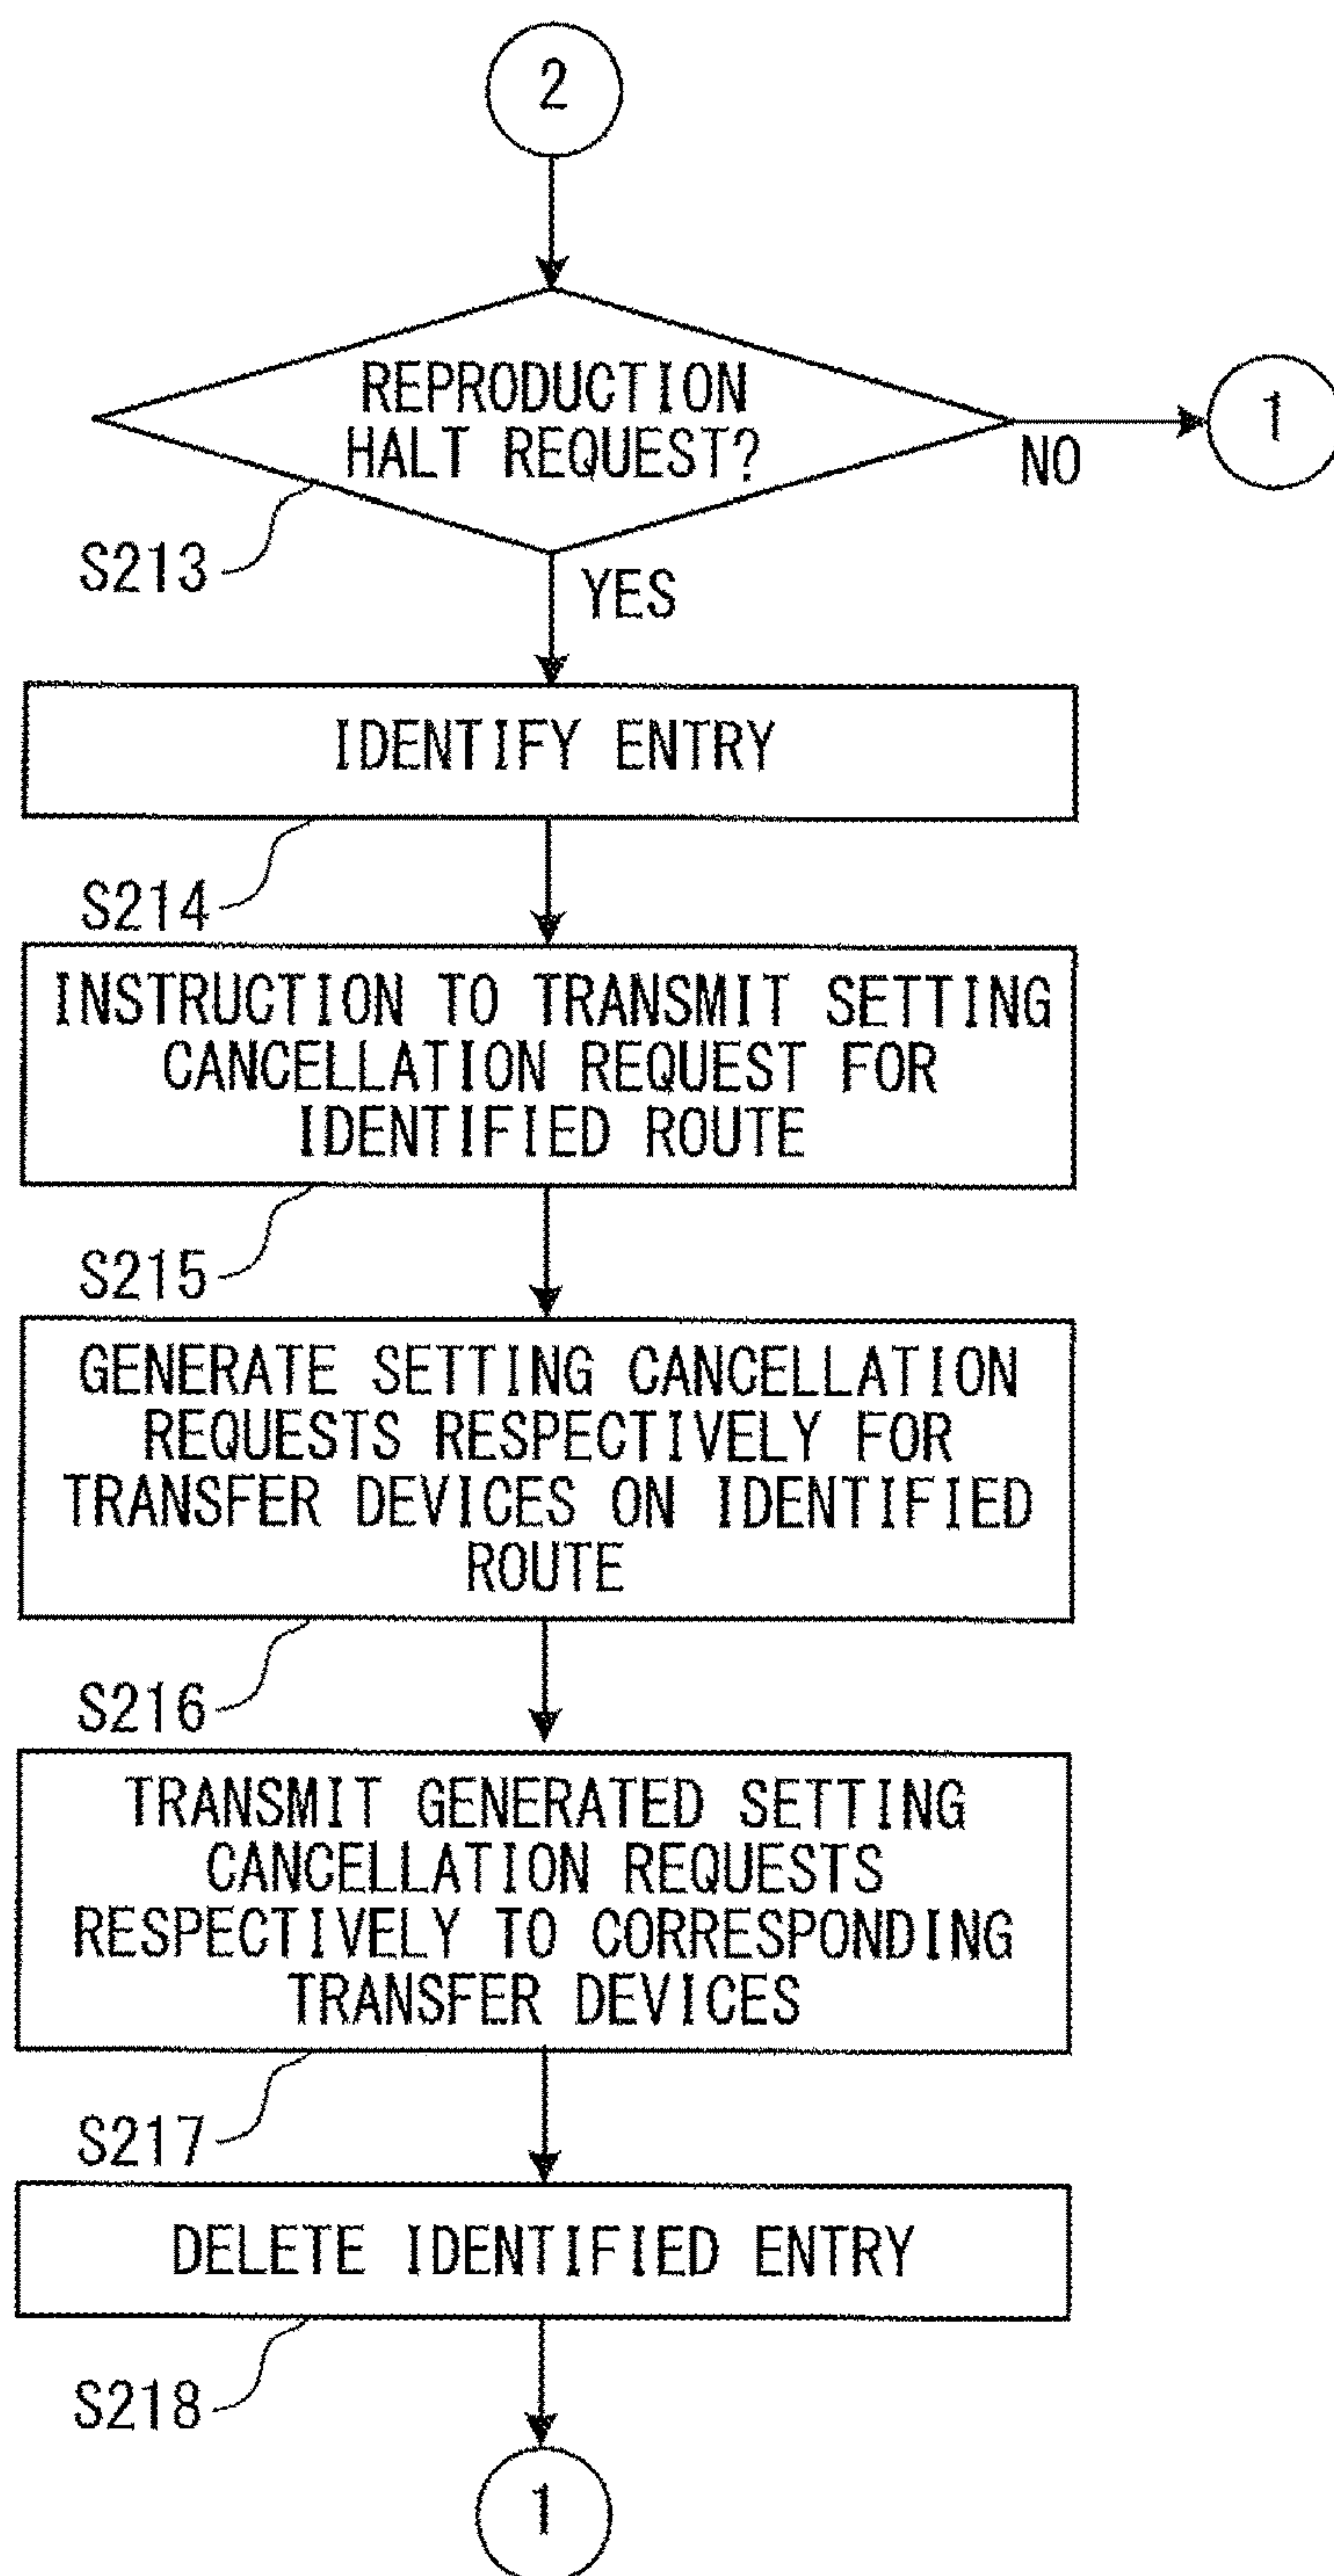 2
REPRODUCTION
HALT REQUEST?
1
NO
S213
YES
IDENTIFY ENTRY
S214
INSTRUCTION TO TRANSMIT SETTING
CANCELLATION REQUEST FOR
IDENTIFIED ROUTE
S215
GENERATE SETTING CANCELLATION
REQUESTS RESPECTIVELY FOR
TRANSFER DEVICES ON IDENTIFIED
ROUTE
S216
TRANSMIT GENERATED SETTING
CANCELLATION REQUESTS
RESPECTIVELY TO CORRESPONDING
TRANSFER DEVICES
S217
DELETE IDENTIFIED ENTRY
S218
1